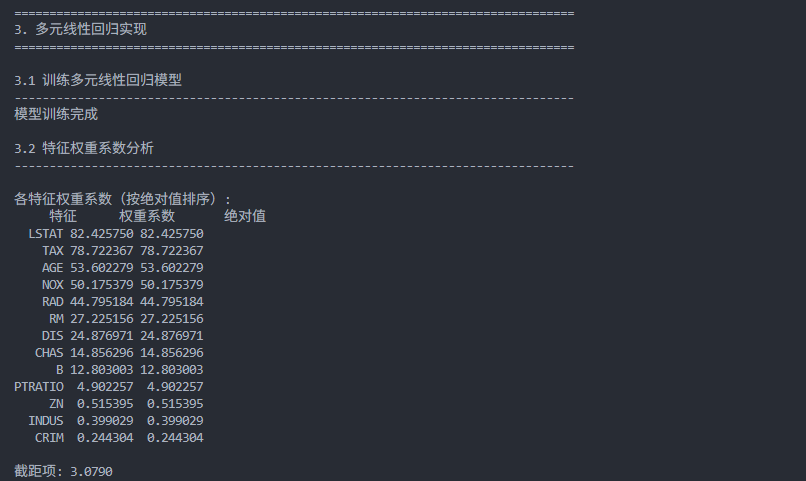 ================================================================================
3. 多元线性回归实现
================================================================================
3.1 训练多元线性回归模型
--------------------------------------------------------------------------------
模型训练完成
3.2 特征权重系数分析
--------------------------------------------------------------------------------
各特征权重系数（按绝对值排序）:
特征 权重系数 绝对值
LSTAT 82.425750 82.425750
TAX 78.722367 78.722367
AGE 53.602279 53.602279
NOX 50.175379 50.175379
RAD 44.795184 44.795184
RM 27.225156 27.225156
DIS 24.876971 24.876971
CHAS 14.856296 14.856296
B 12.803003 12.803003
PTRATIO 4.902257 4.902257
ZN 0.515395 0.515395
INDUS 0.399029 0.399029
CRIM 0.244304 0.244304
截距项: 3.0790